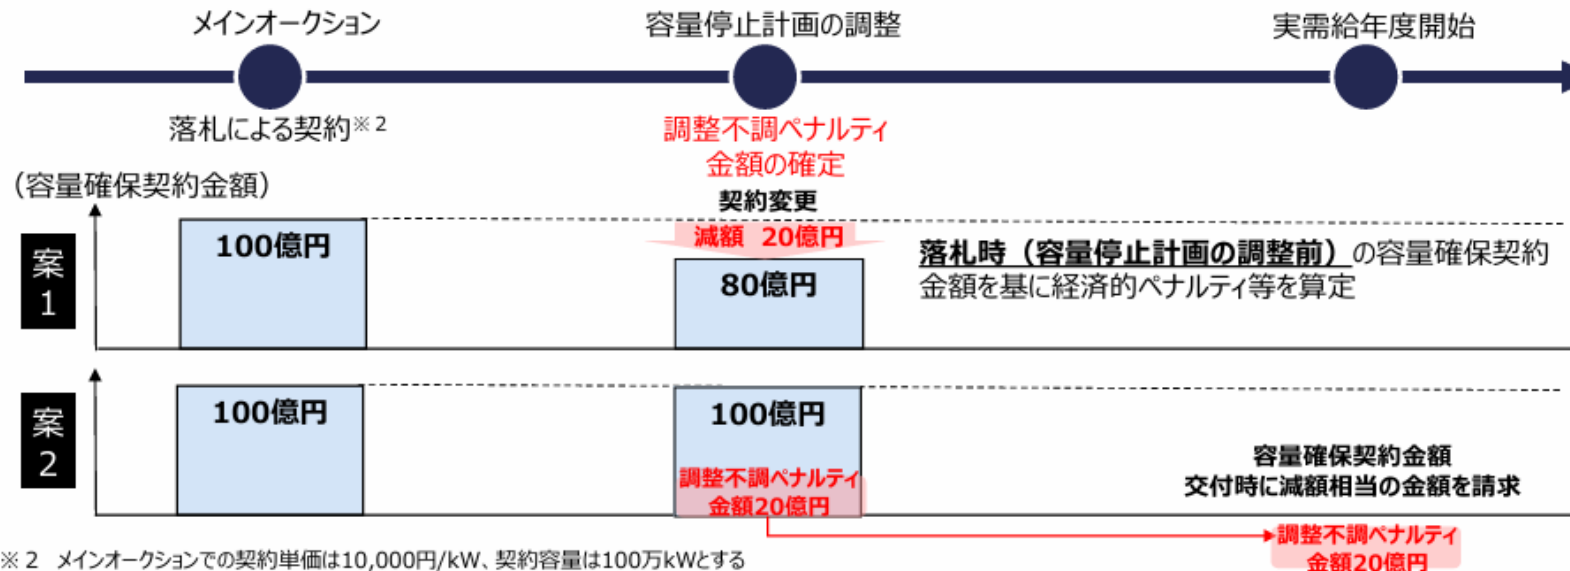 メインオークション
容量停止計画の調整
実需給年度開始
落札による契約※2
調整不調ペナルティ
金額の確定
(容量確保契約金額)
契約変更
案
1
100億円
減額 20億円
80億円
落札時(容量停止計画の調整前)の容量確保契約
金額を基に経済的ペナルティ等を算定
案
2
100億円
100億円
調整不調ペナルティ
金額20億円
容量確保契約金額
交付時に減額相当の金額を請求
調整不調ペナルティ
金額20億円
※2 メインオークションでの契約単価は10,000円/kW、契約容量は100万kWとする